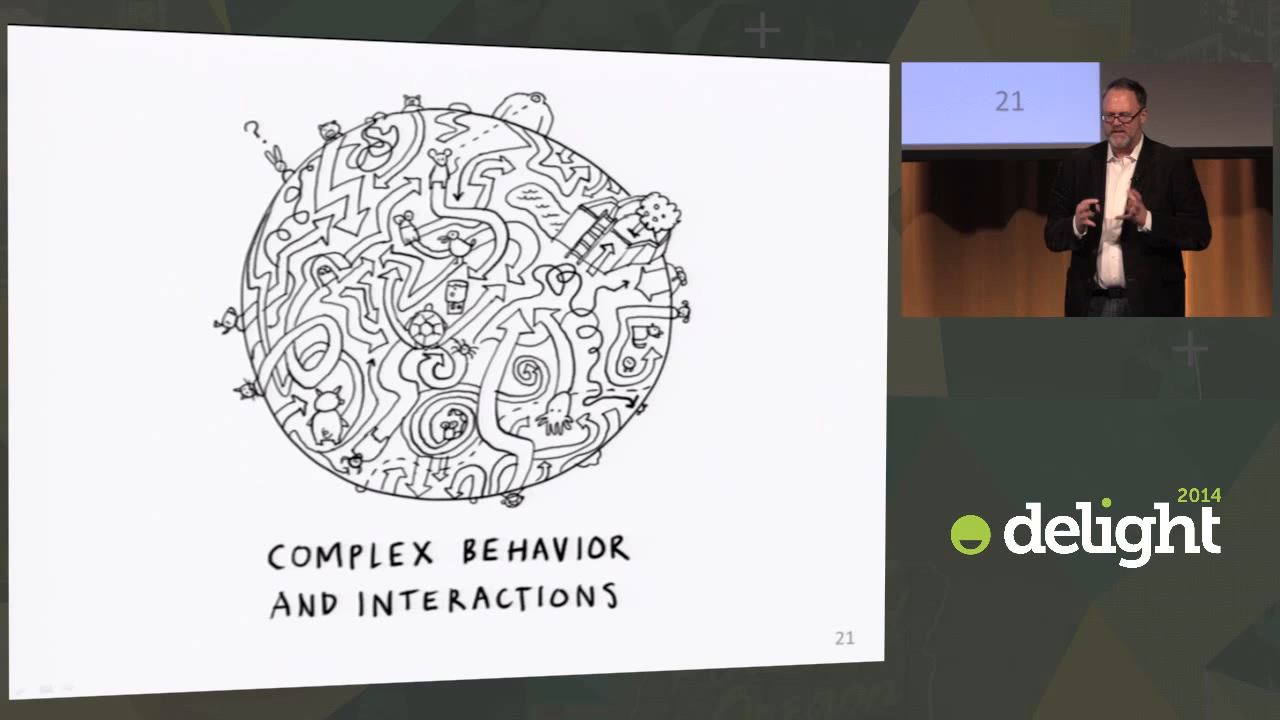 ?
COMPLEX BEHAVIOR
AND INTERACTIONS
21
21
2014
delight